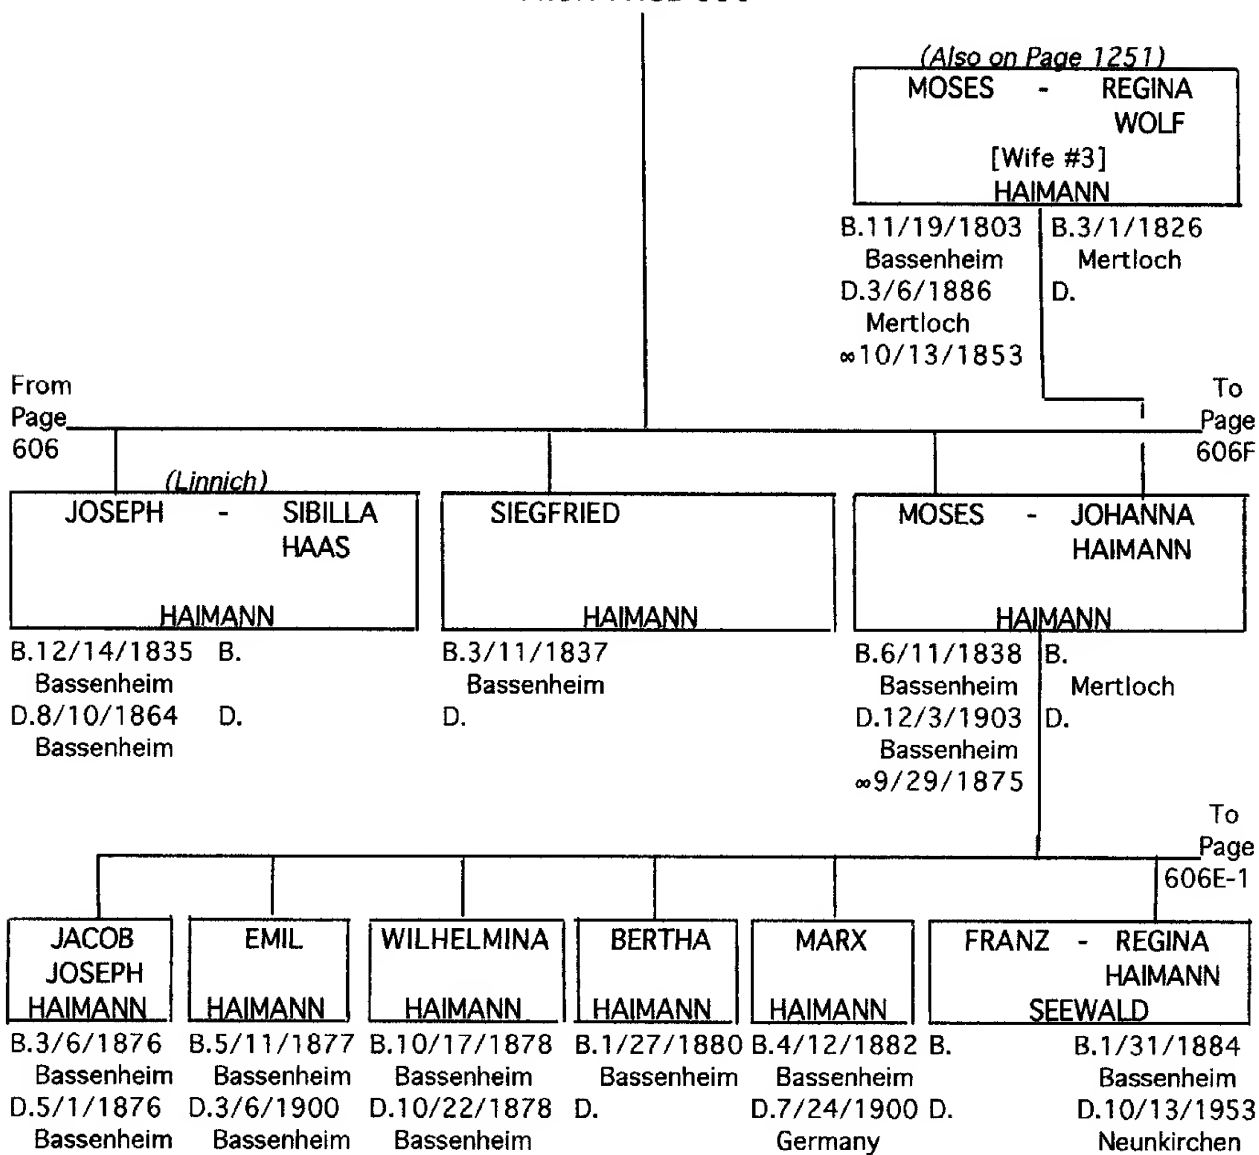 (Also on Page 1251)
MOSES - REGINA
WOLF
[Wife #3]
HAIMANN
B.11/19/1803 B.3/1/1826
Bassenheim Mertloch
D.3/6/1886 D.
Mertloch
∞10/13/1853
From
Page
606
To
Page
606F
(Linnich)
JOSEPH - SIBILLA
HAAS
HAIMANN
B.12/14/1835 B.
Bassenheim
D.8/10/1864 D.
Bassenheim
SIEGFRIED
HAIMANN
B.3/11/1837
Bassenheim
D.
MOSES - JOHANNA
HAIMANN
HAIMANN
B.6/11/1838 B.
Bassenheim Mertloch
D.12/3/1903 D.
Bassenheim
∞9/29/1875
To
Page
606E-1
JACOB
JOSEPH
HAIMANN
B.3/6/1876
Bassenheim
D.5/1/1876
Bassenheim
EMIL
HAIMANN
B.5/11/1877
Bassenheim
D.3/6/1900
Bassenheim
WILHELMINA
HAIMANN
B.10/17/1878
Bassenheim
D.10/22/1878
Bassenheim
BERTHA
HAIMANN
B.1/27/1880
Bassenheim
D.
MARX
HAIMANN
B.4/12/1882
Bassenheim
D.7/24/1900
Germany
FRANZ - REGINA
HAIMANN
SEEWALD
B. B.1/31/1884
Bassenheim
D. D.10/13/1953
Neunkirchen